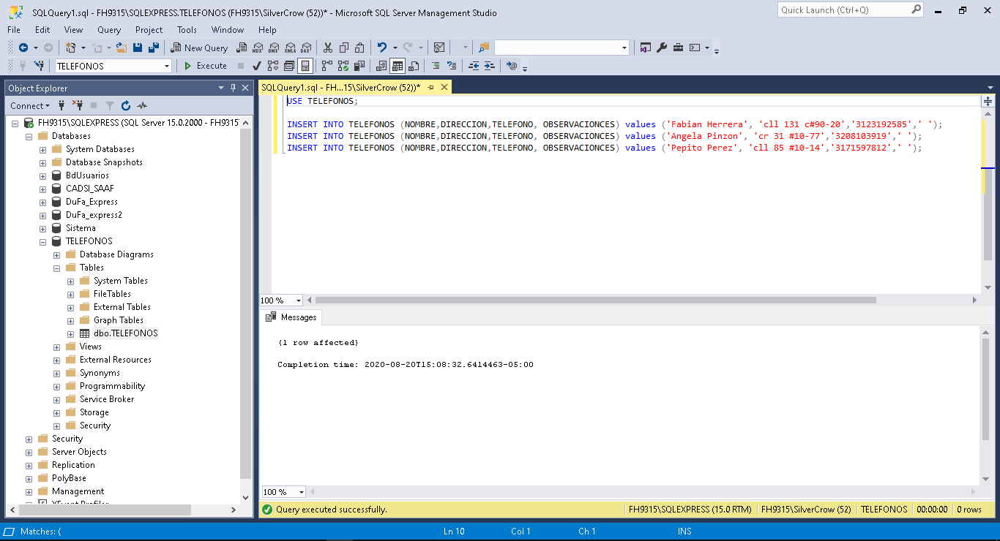 SQLQuery1.sql - FH9315\SQLEXPRESS.TELEFONOS (FH9315\SilverCrow (52))* - Microsoft SQL Server Management Studio
Quick Launch (Ctrl+Q)
File Edit View Query Project Tools Window Help
New Query
MDX DMX XMLA DAX
TELEFONOS
Execute
Object Explorer
Connect
FH9315\SQLEXPRESS (SQL Server 15.0.2000 - FH9315\
Databases
System Databases
Database Snapshots
BdUsuarios
CADSI_SAAF
DuFa_Express
DuFa_express2
Sistema
TELEFONOS
Database Diagrams
Tables
System Tables
FileTables
External Tables
Graph Tables
dbo.TELEFONOS
Views
External Resources
Synonyms
Programmability
Service Broker
Storage
Security
Security
Server Objects
Replication
PolyBase
Management
XEvent Profiler
SQLQuery1.sql - FH...15\SilverCrow (52))*
USE TELEFONOS;
INSERT INTO TELEFONOS (NOMBRE,DIRECCION,TELEFONO, OBSERVACIONCES) values ('Fabian Herrera', 'cll 131 c#90-20','3123192585',' ');
INSERT INTO TELEFONOS (NOMBRE,DIRECCION,TELEFONO, OBSERVACIONCES) values ('Angela Pinzon', 'cr 31 #10-77','3208103919',' ');
INSERT INTO TELEFONOS (NOMBRE,DIRECCION,TELEFONO, OBSERVACIONCES) values ('Pepito Perez', 'cll 85 #10-14','3171597812',' ');
100 %
Messages
(1 row affected)
Completion time: 2020-08-20T15:08:32.6414463-05:00
100 %
Query executed successfully.
FH9315\SQLEXPRESS (15.0 RTM) FH9315\SilverCrow (52) TELEFONOS 00:00:00 0 rows
Matches: ( Ln 10 Col 1 Ch 1 INS